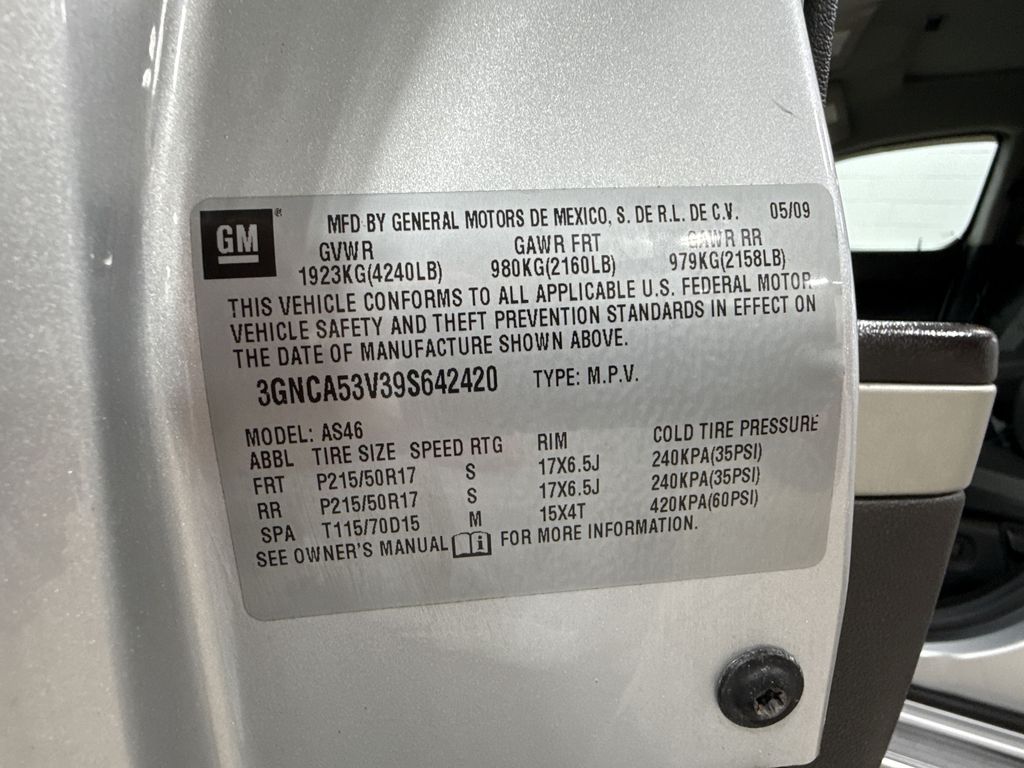 GM®
MFD BY GENERAL MOTORS DE MEXICO, S. DE R.L. DE C.V. 05/09
GVWR GAWR FRT GAWR RR
1923KG(4240LB) 980KG(2160LB) 979KG(2158LB)
THIS VEHICLE CONFORMS TO ALL APPLICABLE U.S. FEDERAL MOTOR
VEHICLE SAFETY AND THEFT PREVENTION STANDARDS IN EFFECT ON
THE DATE OF MANUFACTURE SHOWN ABOVE.
3GNCA53V39S642420 TYPE: M.P.V.
MODEL: AS46
ABBL TIRE SIZE SPEED RTG RIM COLD TIRE PRESSURE
FRT P215/50R17 S 17X6.5J 240KPA(35PSI)
RR P215/50R17 S 17X6.5J 240KPA(35PSI)
SPA T115/70D15 M 15X4T 420KPA(60PSI)
SEE OWNER'S MANUAL i FOR MORE INFORMATION.